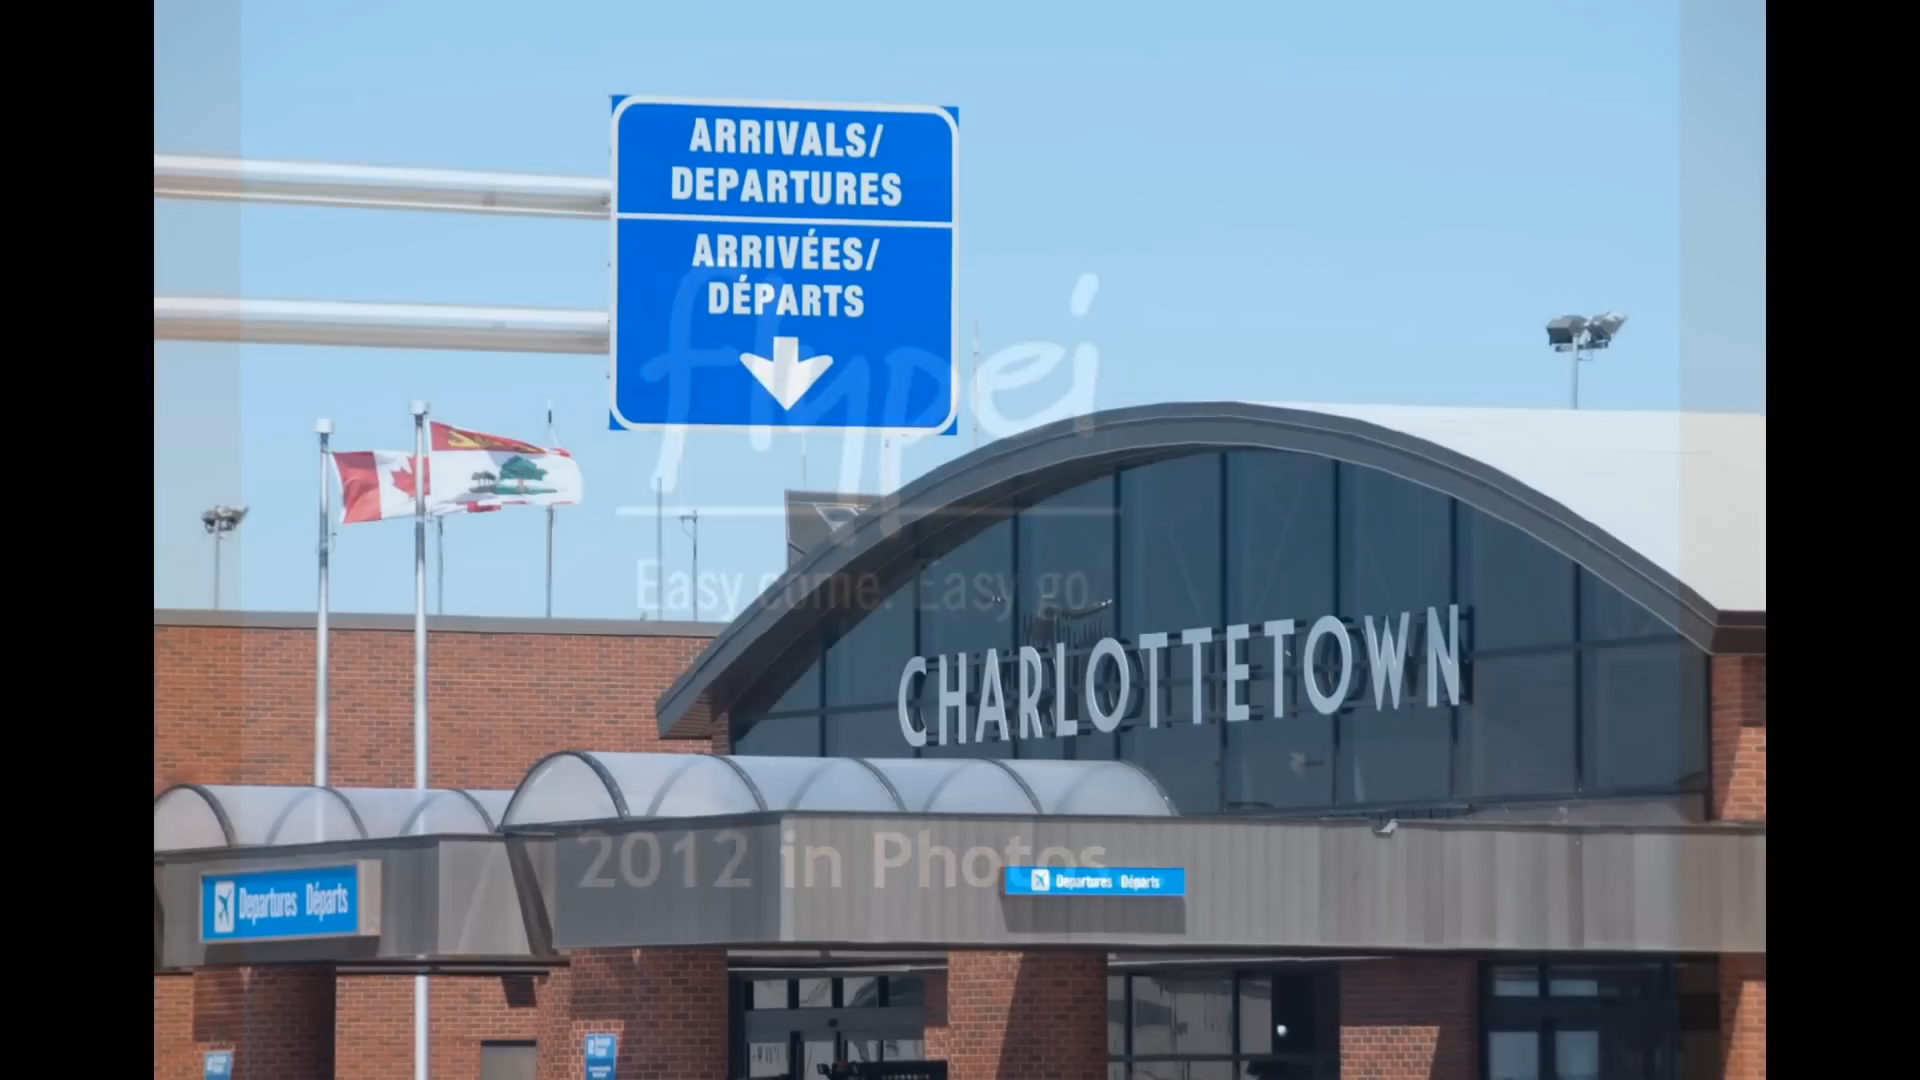 ARRIVALS/
DEPARTURES
ARRIVÉES/
DÉPARTS
flypei
Easy come. Easy go.
CHARLOTTETOWN
2012 in Photos
Departures Départs
Departures Départs